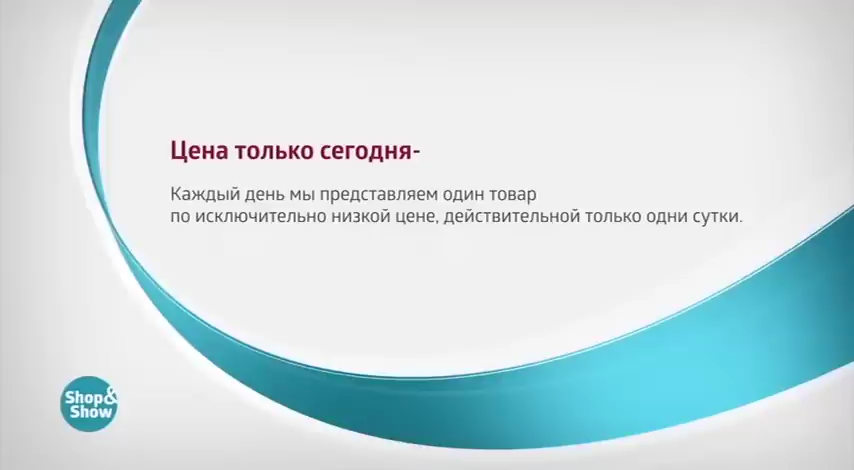 Цена только сегодня-
Каждый день мы представляем один товар
по исключительно низкой цене, действительной только одни сутки.
Shop&
Show